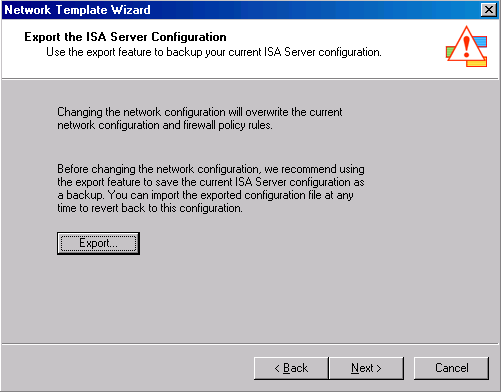 Network Template Wizard
Export the ISA Server Configuration
Use the export feature to backup your current ISA Server configuration.
Changing the network configuration will overwrite the current
network configuration and firewall policy rules.
Before changing the network configuration, we recommend using
the export feature to save the current ISA Server configuration as
a backup. You can import the exported configuration file at any
time to revert back to this configuration.
Export...
< Back
Next >
Cancel